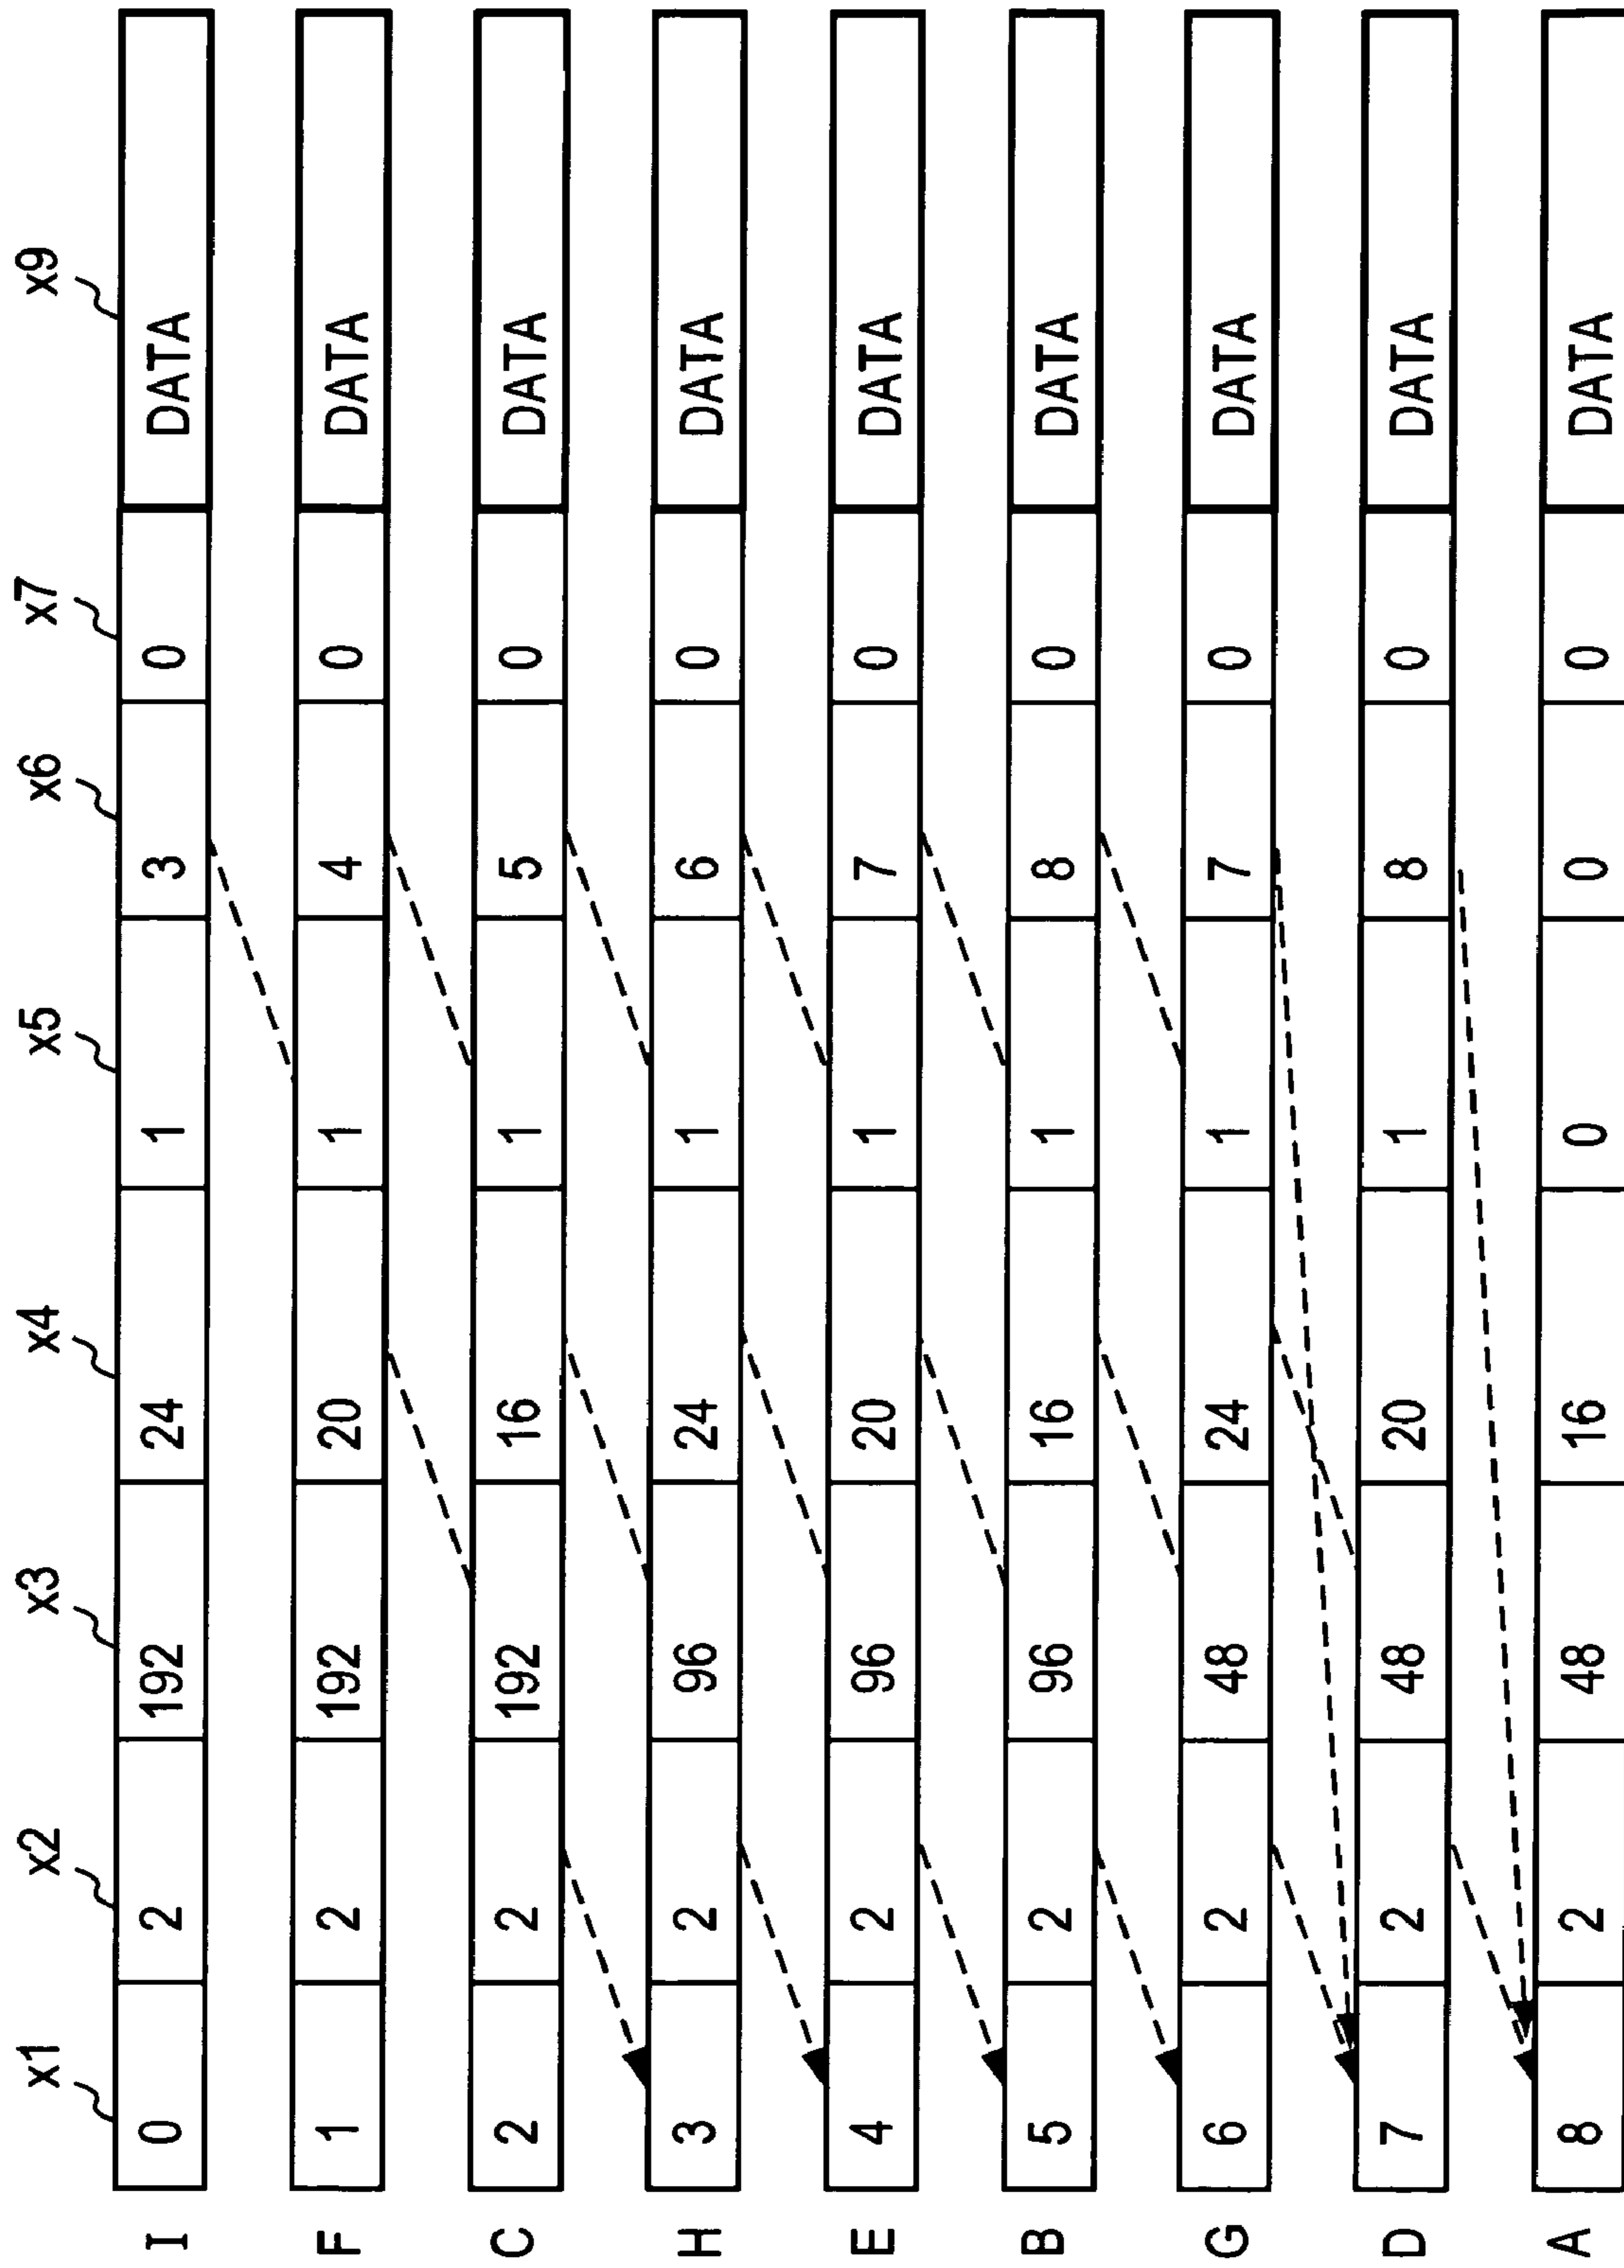 x1 x2 x3 x4 x5 x6 x7 x9
I 0 2 192 24 1 3 0 DATA
F 1 2 192 20 1 4 0 DATA
C 2 2 192 16 1 5 0 DATA
H 3 2 96 24 1 6 0 DATA
E 4 2 96 20 1 7 0 DATA
B 5 2 96 16 1 8 0 DATA
G 6 2 48 24 1 7 0 DATA
D 7 2 48 20 1 8 0 DATA
A 8 2 48 16 0 0 0 DATA